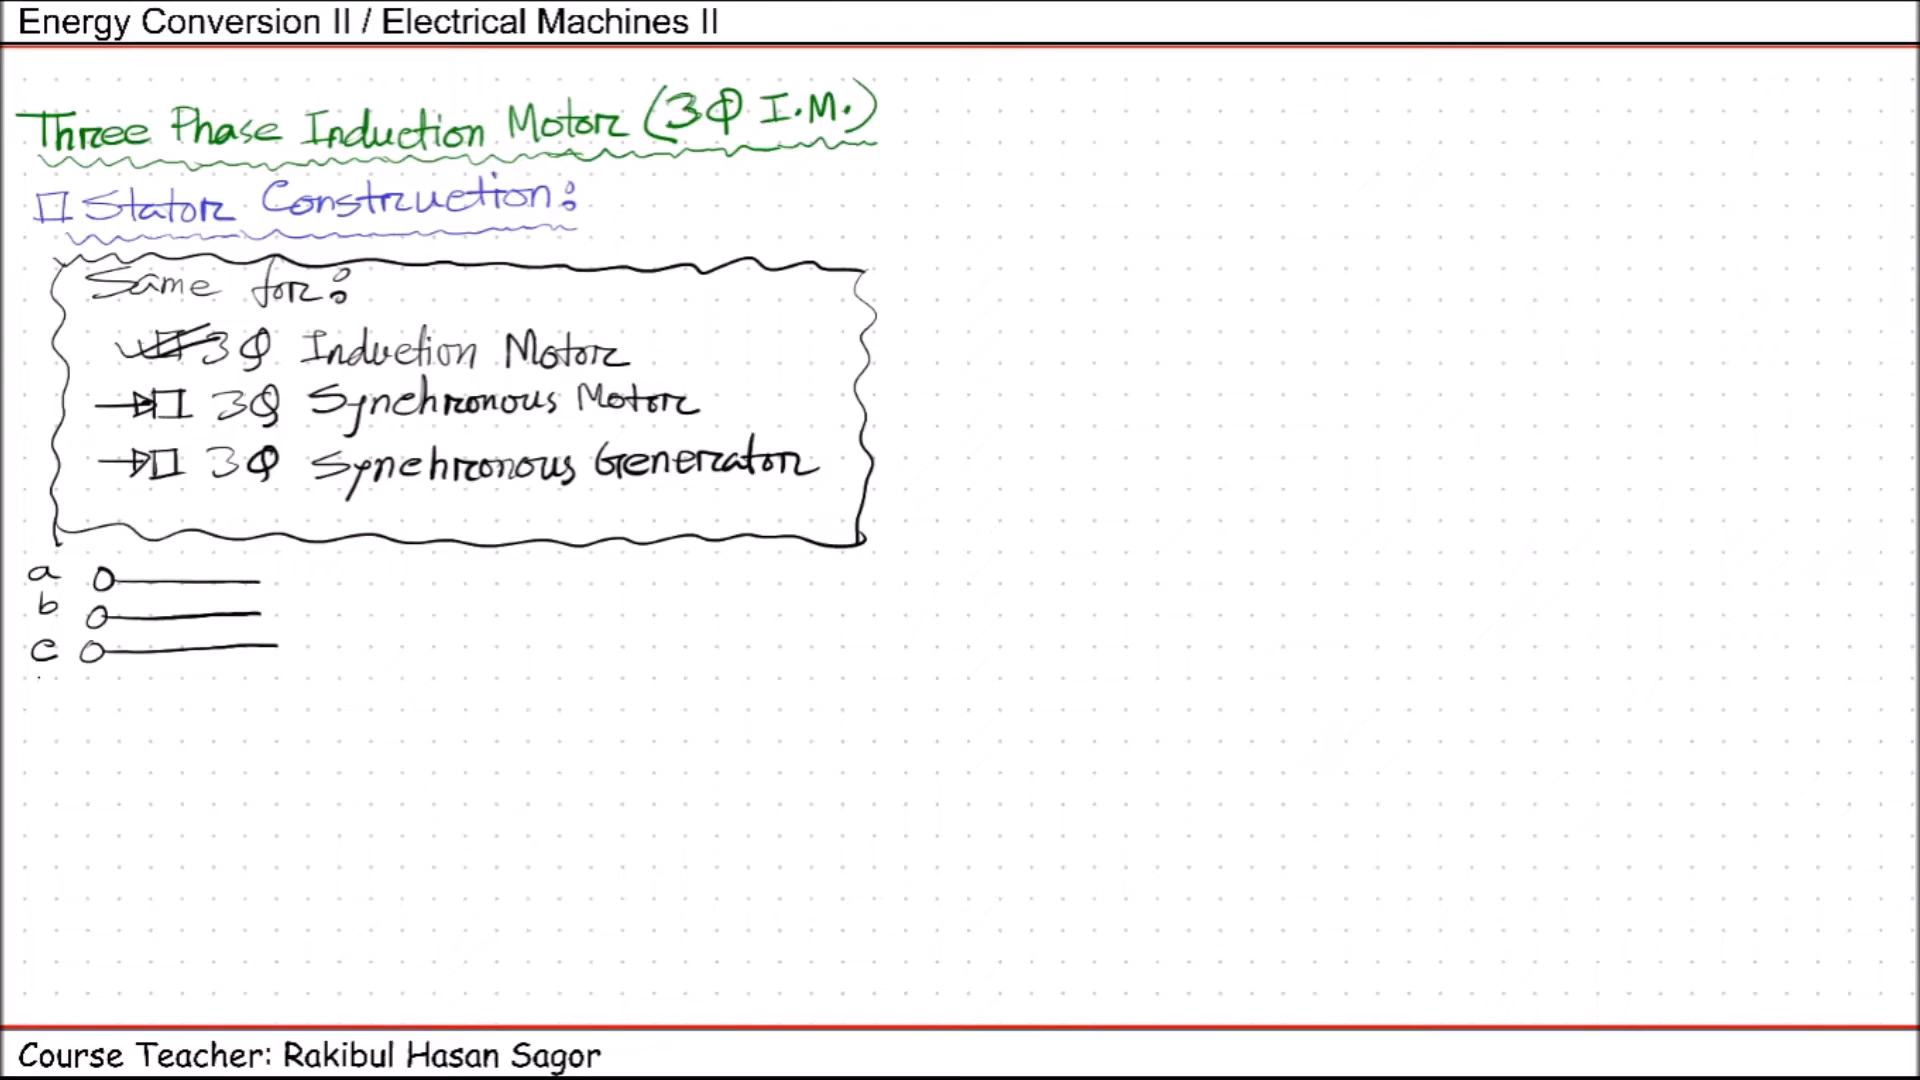 Energy Conversion II / Electrical Machines II
Three Phase Induction Motor (3Φ I.M.)
Stator Construction:
Same for:
3Φ Induction Motor
3Φ Synchronous Motor
3Φ Synchronous Generator
a
b
c
Course Teacher: Rakibul Hasan Sagor